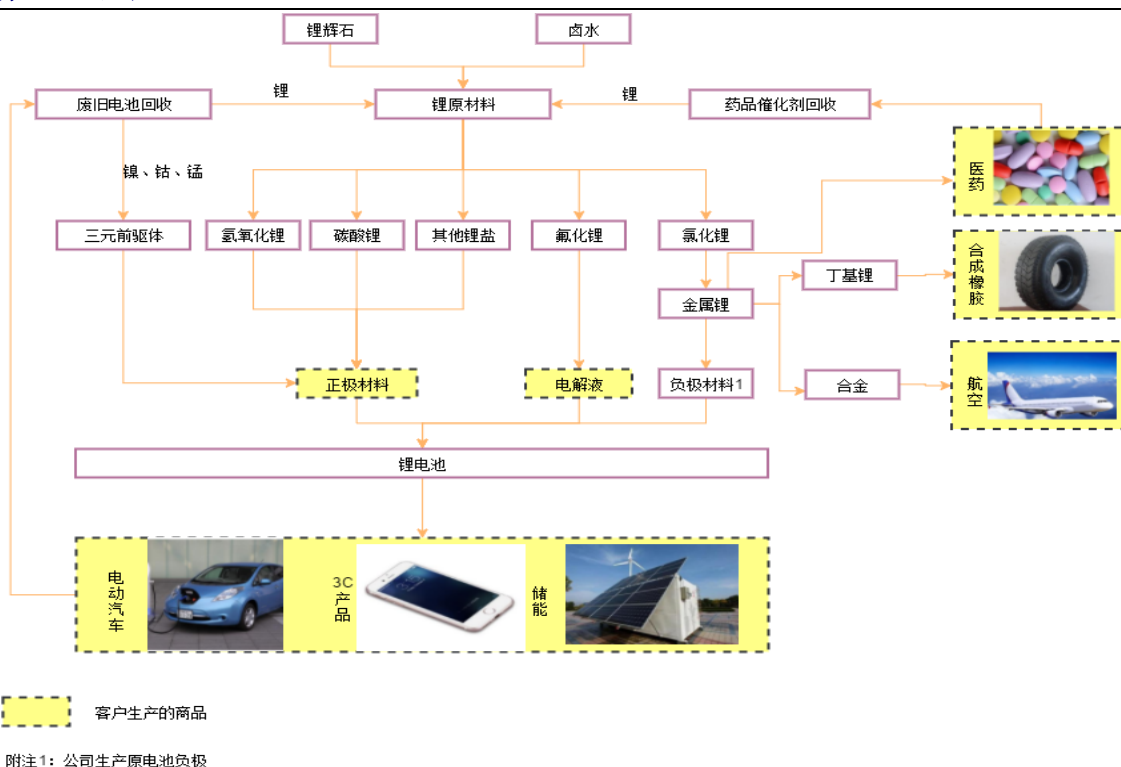 锂辉石
卤水
废旧电池回收
锂
锂原材料
锂
药品催化剂回收
镍、钴、锰
医药
三元前驱体
氢氧化锂
碳酸锂
其他锂盐
氟化锂
氯化锂
合成橡胶
丁基锂
金属锂
正极材料
电解液
负极材料1
合金
航空
锂电池
电动汽车
3C产品
储能
客户生产的商品
附注1：公司生产原电池负极